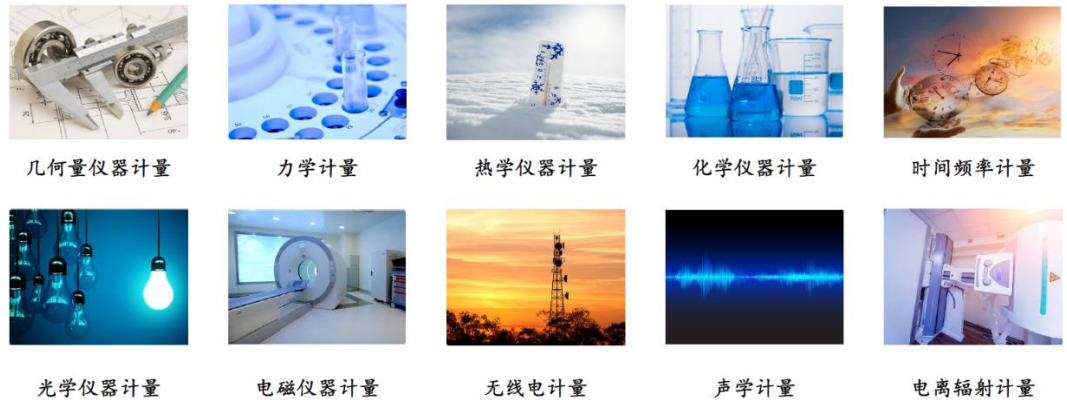 几何量仪器计量
力学计量
热学仪器计量
化学仪器计量
时间频率计量
光学仪器计量
电磁仪器计量
无线电计量
声学计量
电离辐射计量